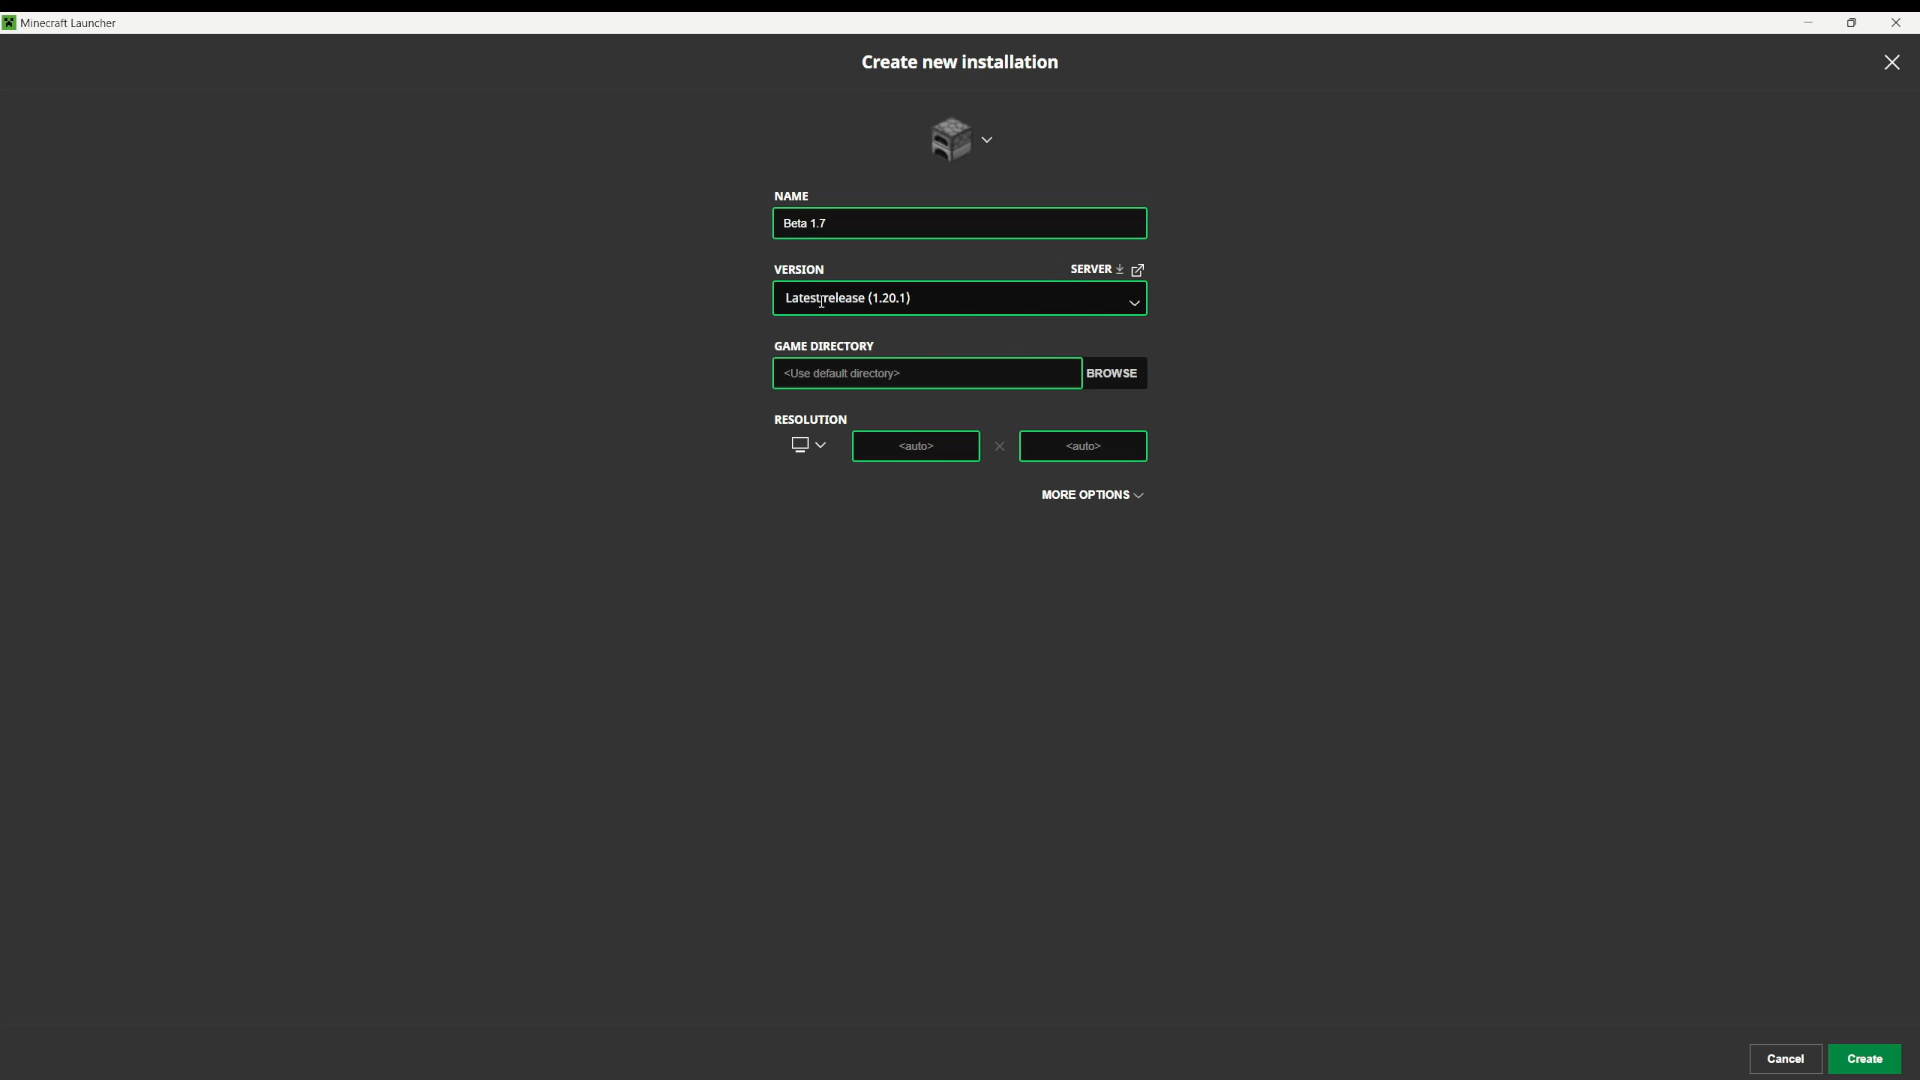 Minecraft Launcher
Create new installation
NAME
Beta 1.7
VERSION
SERVER
Latest release (1.20.1)
GAME DIRECTORY
<Use default directory>
BROWSE
RESOLUTION
<auto>
<auto>
MORE OPTIONS
Cancel
Create